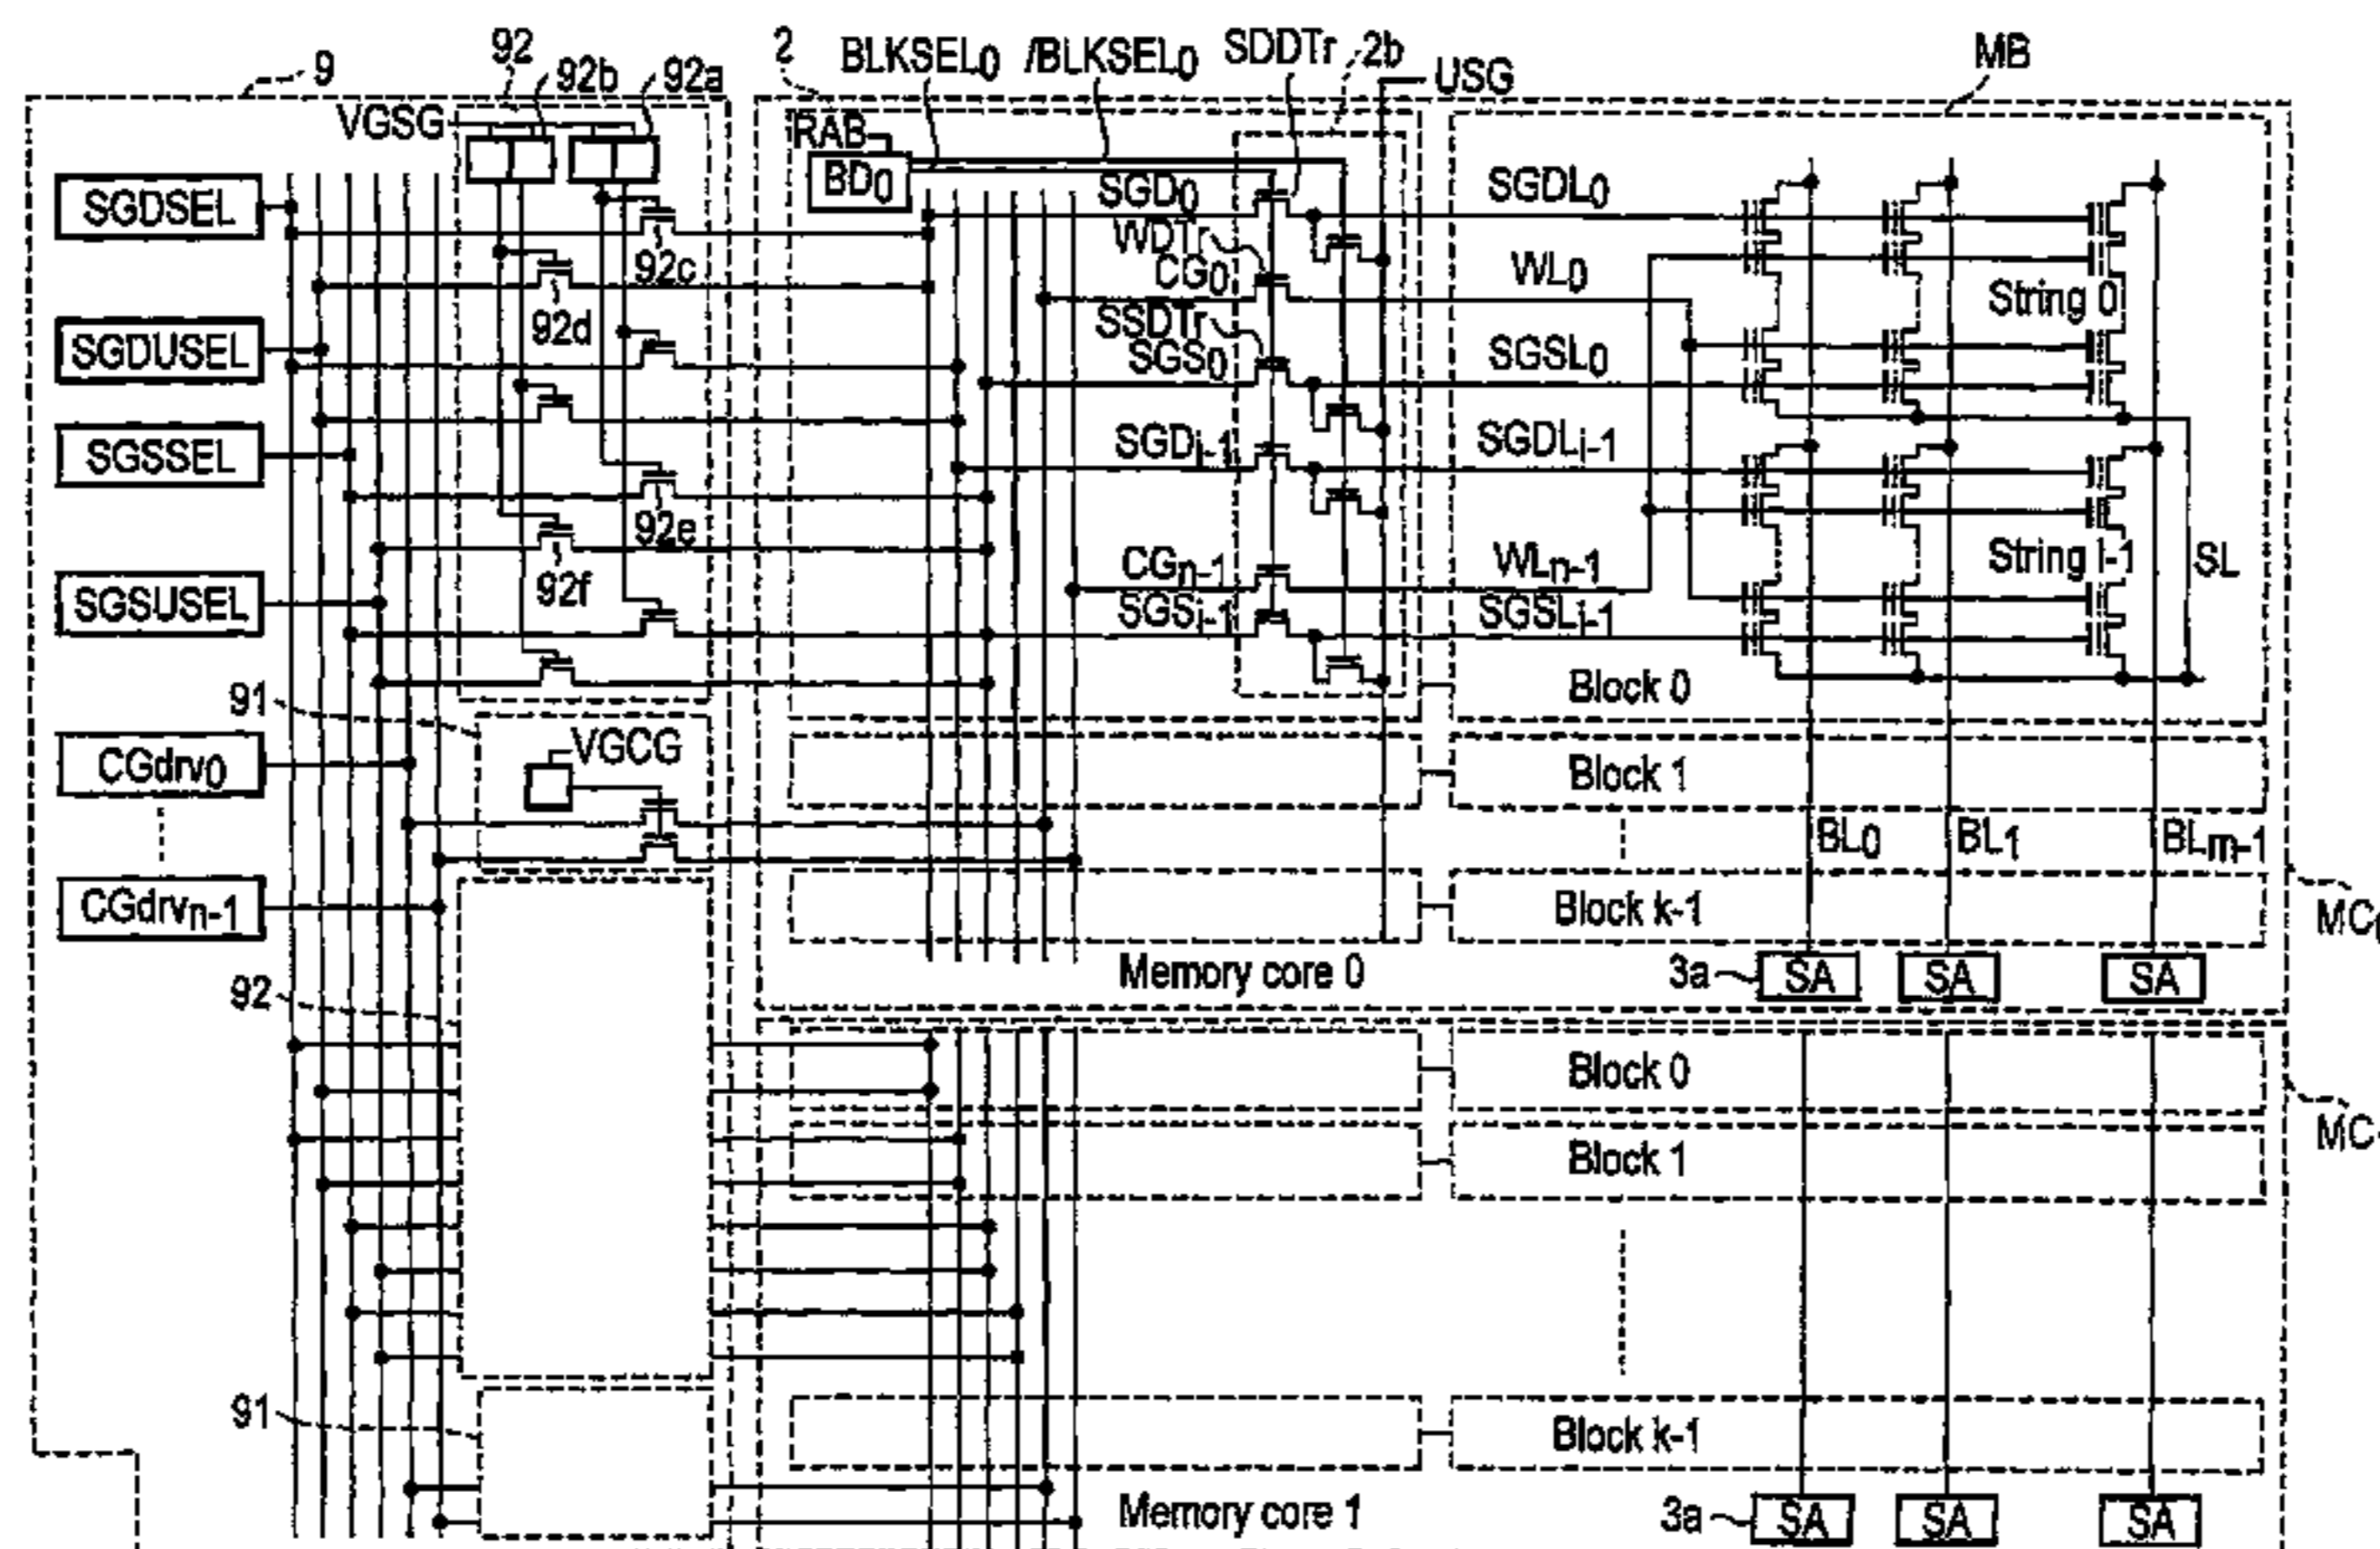 9
92
92b
92a
2
BLKSEL0
/BLKSEL0
SDDTr
2b
USG
MB
VGSG
RAB
BD0
SGDSEL
SGD0
SGDL0
92c
WDTr
CG0
WL0
String 0
92d
SGDUSEL
SSDTr
SGS0
SGSL0
SGSSEL
SGDi-1
SGDLi-1
92e
92f
CGn-1
WLn-1
String i-1
SL
SGSUSEL
SGSi-1
SGSLi-1
91
Block 0
CGdrv0
VGCG
Block 1
BL0
BL1
BLm-1
CGdrvn-1
Block k-1
92
Memory core 0
3a
SA
SA
SA
Block 0
Block 1
91
Block k-1
Memory core 1
3a
SA
SA
SA